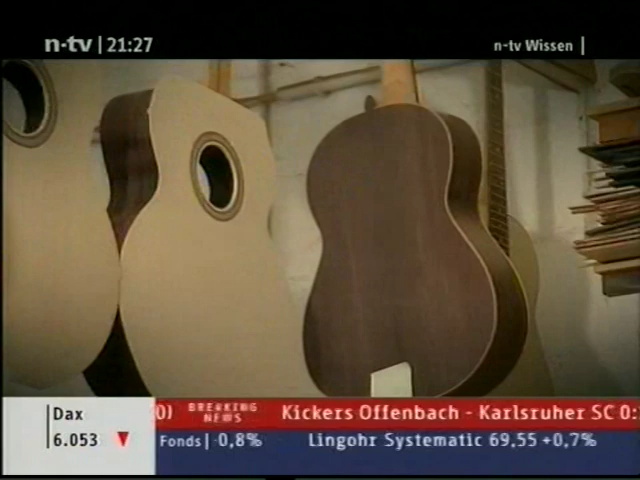 n-tv | 21:27
n-tv Wissen |
Dax
6.053
0) BREAKING NEWS Kickers Offenbach - Karlsruher SC 0:
Fonds | -0,8% Lingohr Systematic 69,55 +0,7%